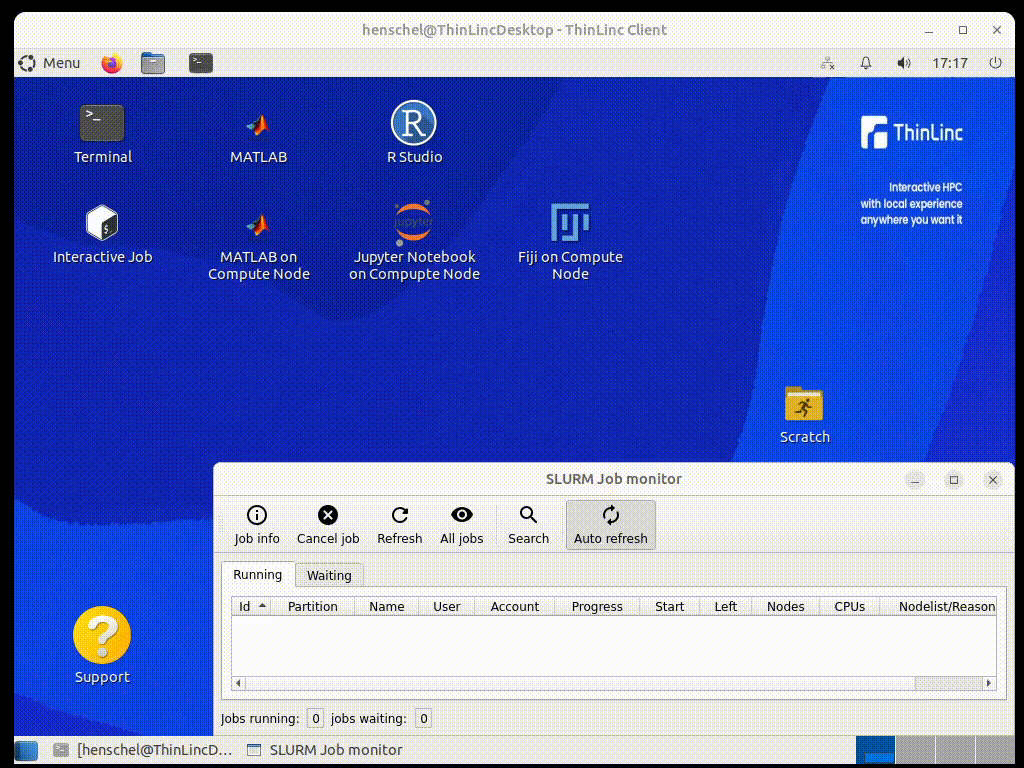 henschel@ThinLincDesktop - ThinLinc Client
Menu
17:17
>_
Terminal
MATLAB
R
R Studio
ThinLinc
Interactive HPC
with local experience
anywhere you want it
$
Interactive Job
MATLAB on
Compute Node
jupyter
Jupyter Notebook
on Compupte Node
Fiji on Compute
Node
Scratch
?
Support
SLURM Job monitor
Job info
Cancel job
Refresh
All jobs
Search
Auto refresh
Running
Waiting
Id
Partition
Name
User
Account
Progress
Start
Left
Nodes
CPUs
Nodelist/Reason
Jobs running: 0 jobs waiting: 0
[henschel@ThinLincD...
SLURM Job monitor